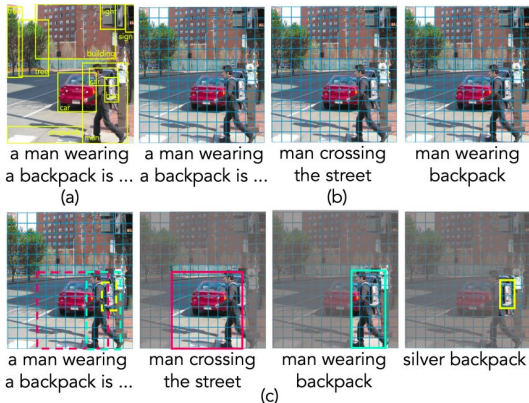 light
sign
building
tree
car
man
a man wearing
a backpack is ...
(a)
a man wearing
a backpack is ...
man crossing
the street
(b)
man wearing
backpack
a man wearing
a backpack is ...
man crossing
the street
man wearing
backpack
silver backpack
(c)